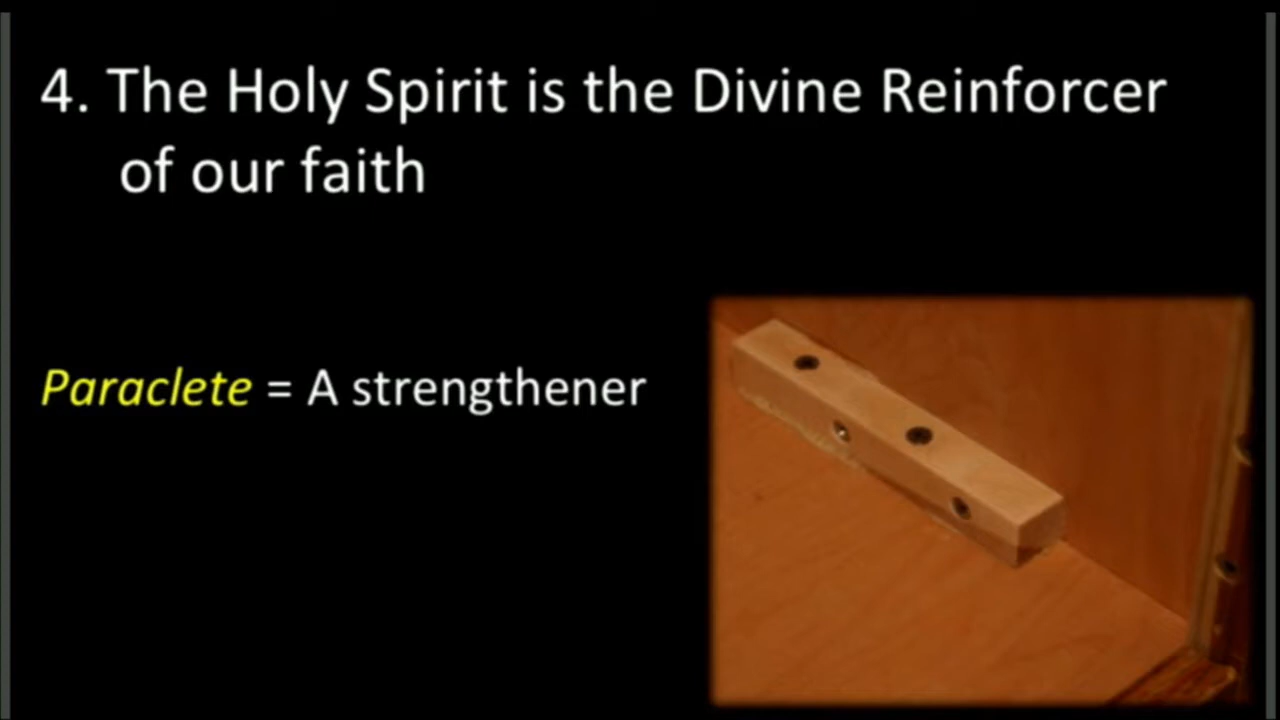 4. The Holy Spirit is the Divine Reinforcer
of our faith
Paraclete = A strengthener